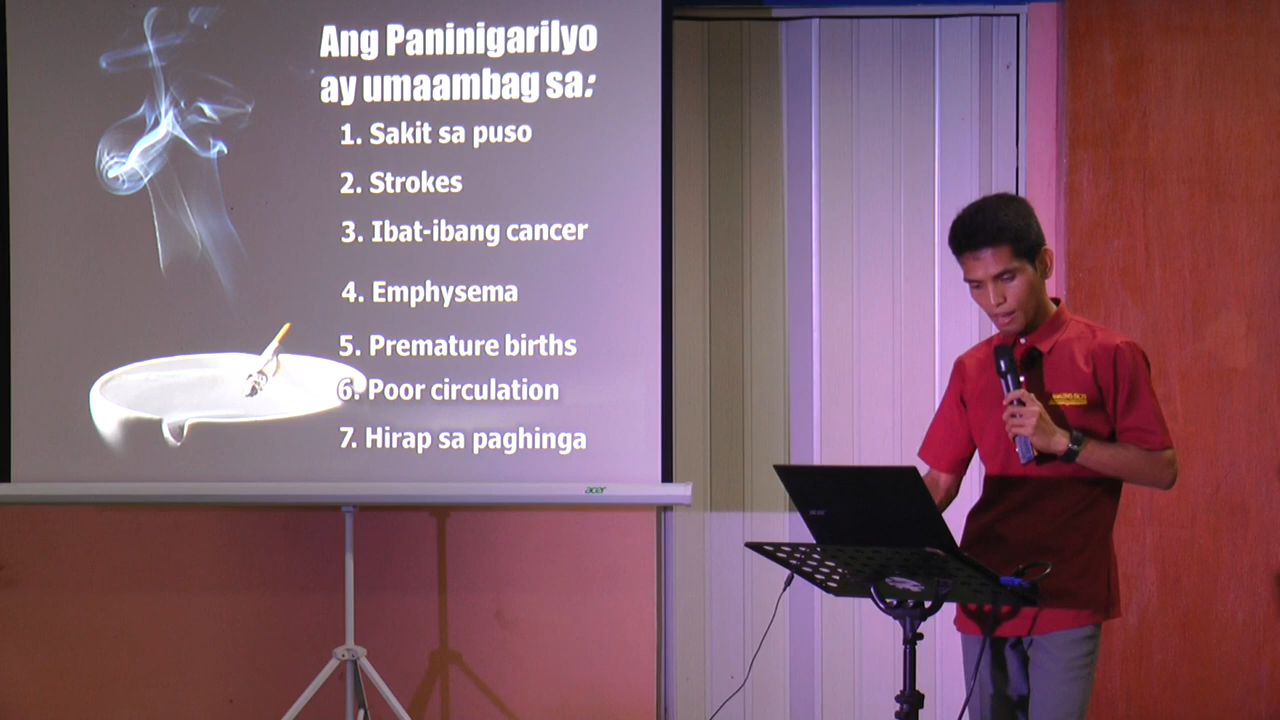 Ang Paninigarilyo
ay umaambag sa:
1. Sakit sa puso
2. Strokes
3. Ibat-ibang cancer
4. Emphysema
5. Premature births
6. Poor circulation
7. Hirap sa paghinga
acer